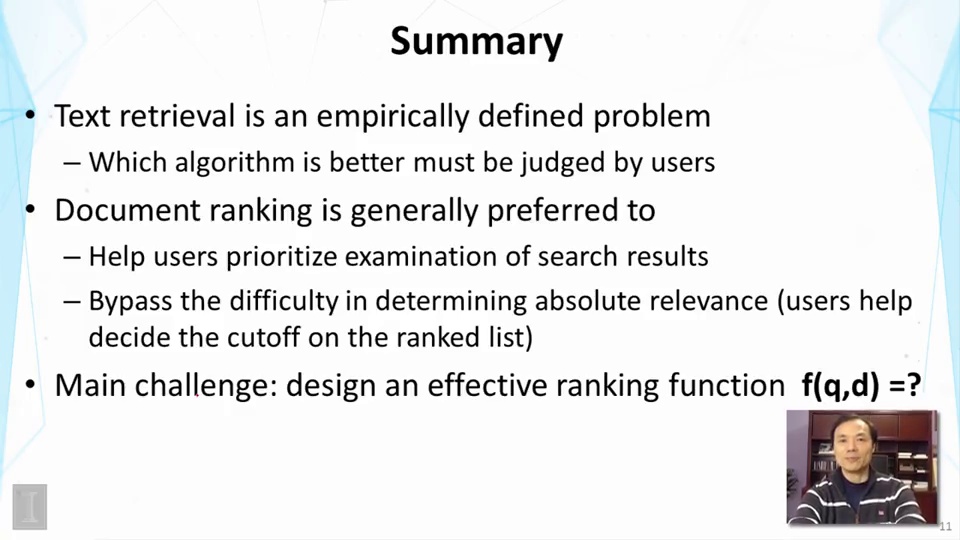 Summary
• Text retrieval is an empirically defined problem
– Which algorithm is better must be judged by users
• Document ranking is generally preferred to
– Help users prioritize examination of search results
– Bypass the difficulty in determining absolute relevance (users help
decide the cutoff on the ranked list)
• Main challenge: design an effective ranking function f(q,d) =?
I
11